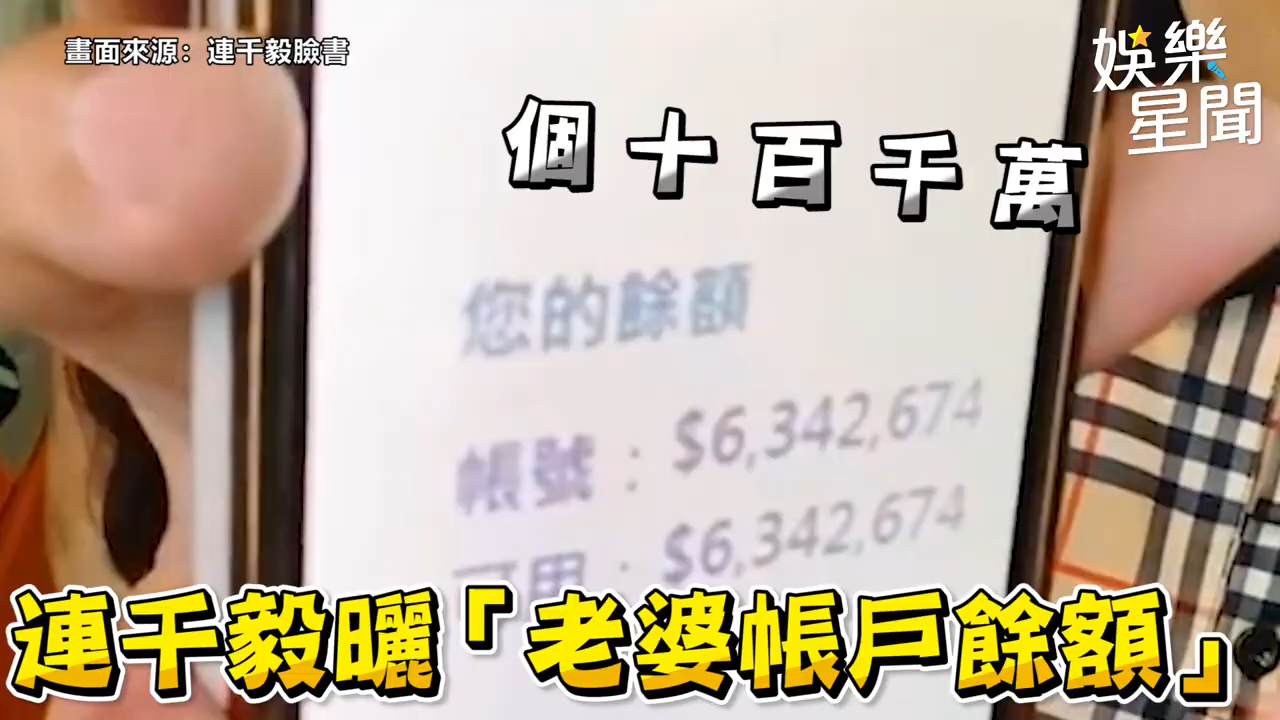 畫面來源：連千毅臉書
娛樂
星聞
個十百千萬
您的餘額
帳號：$6,342,674
可用：$6,342,674
連千毅曬「老婆帳戶餘額」